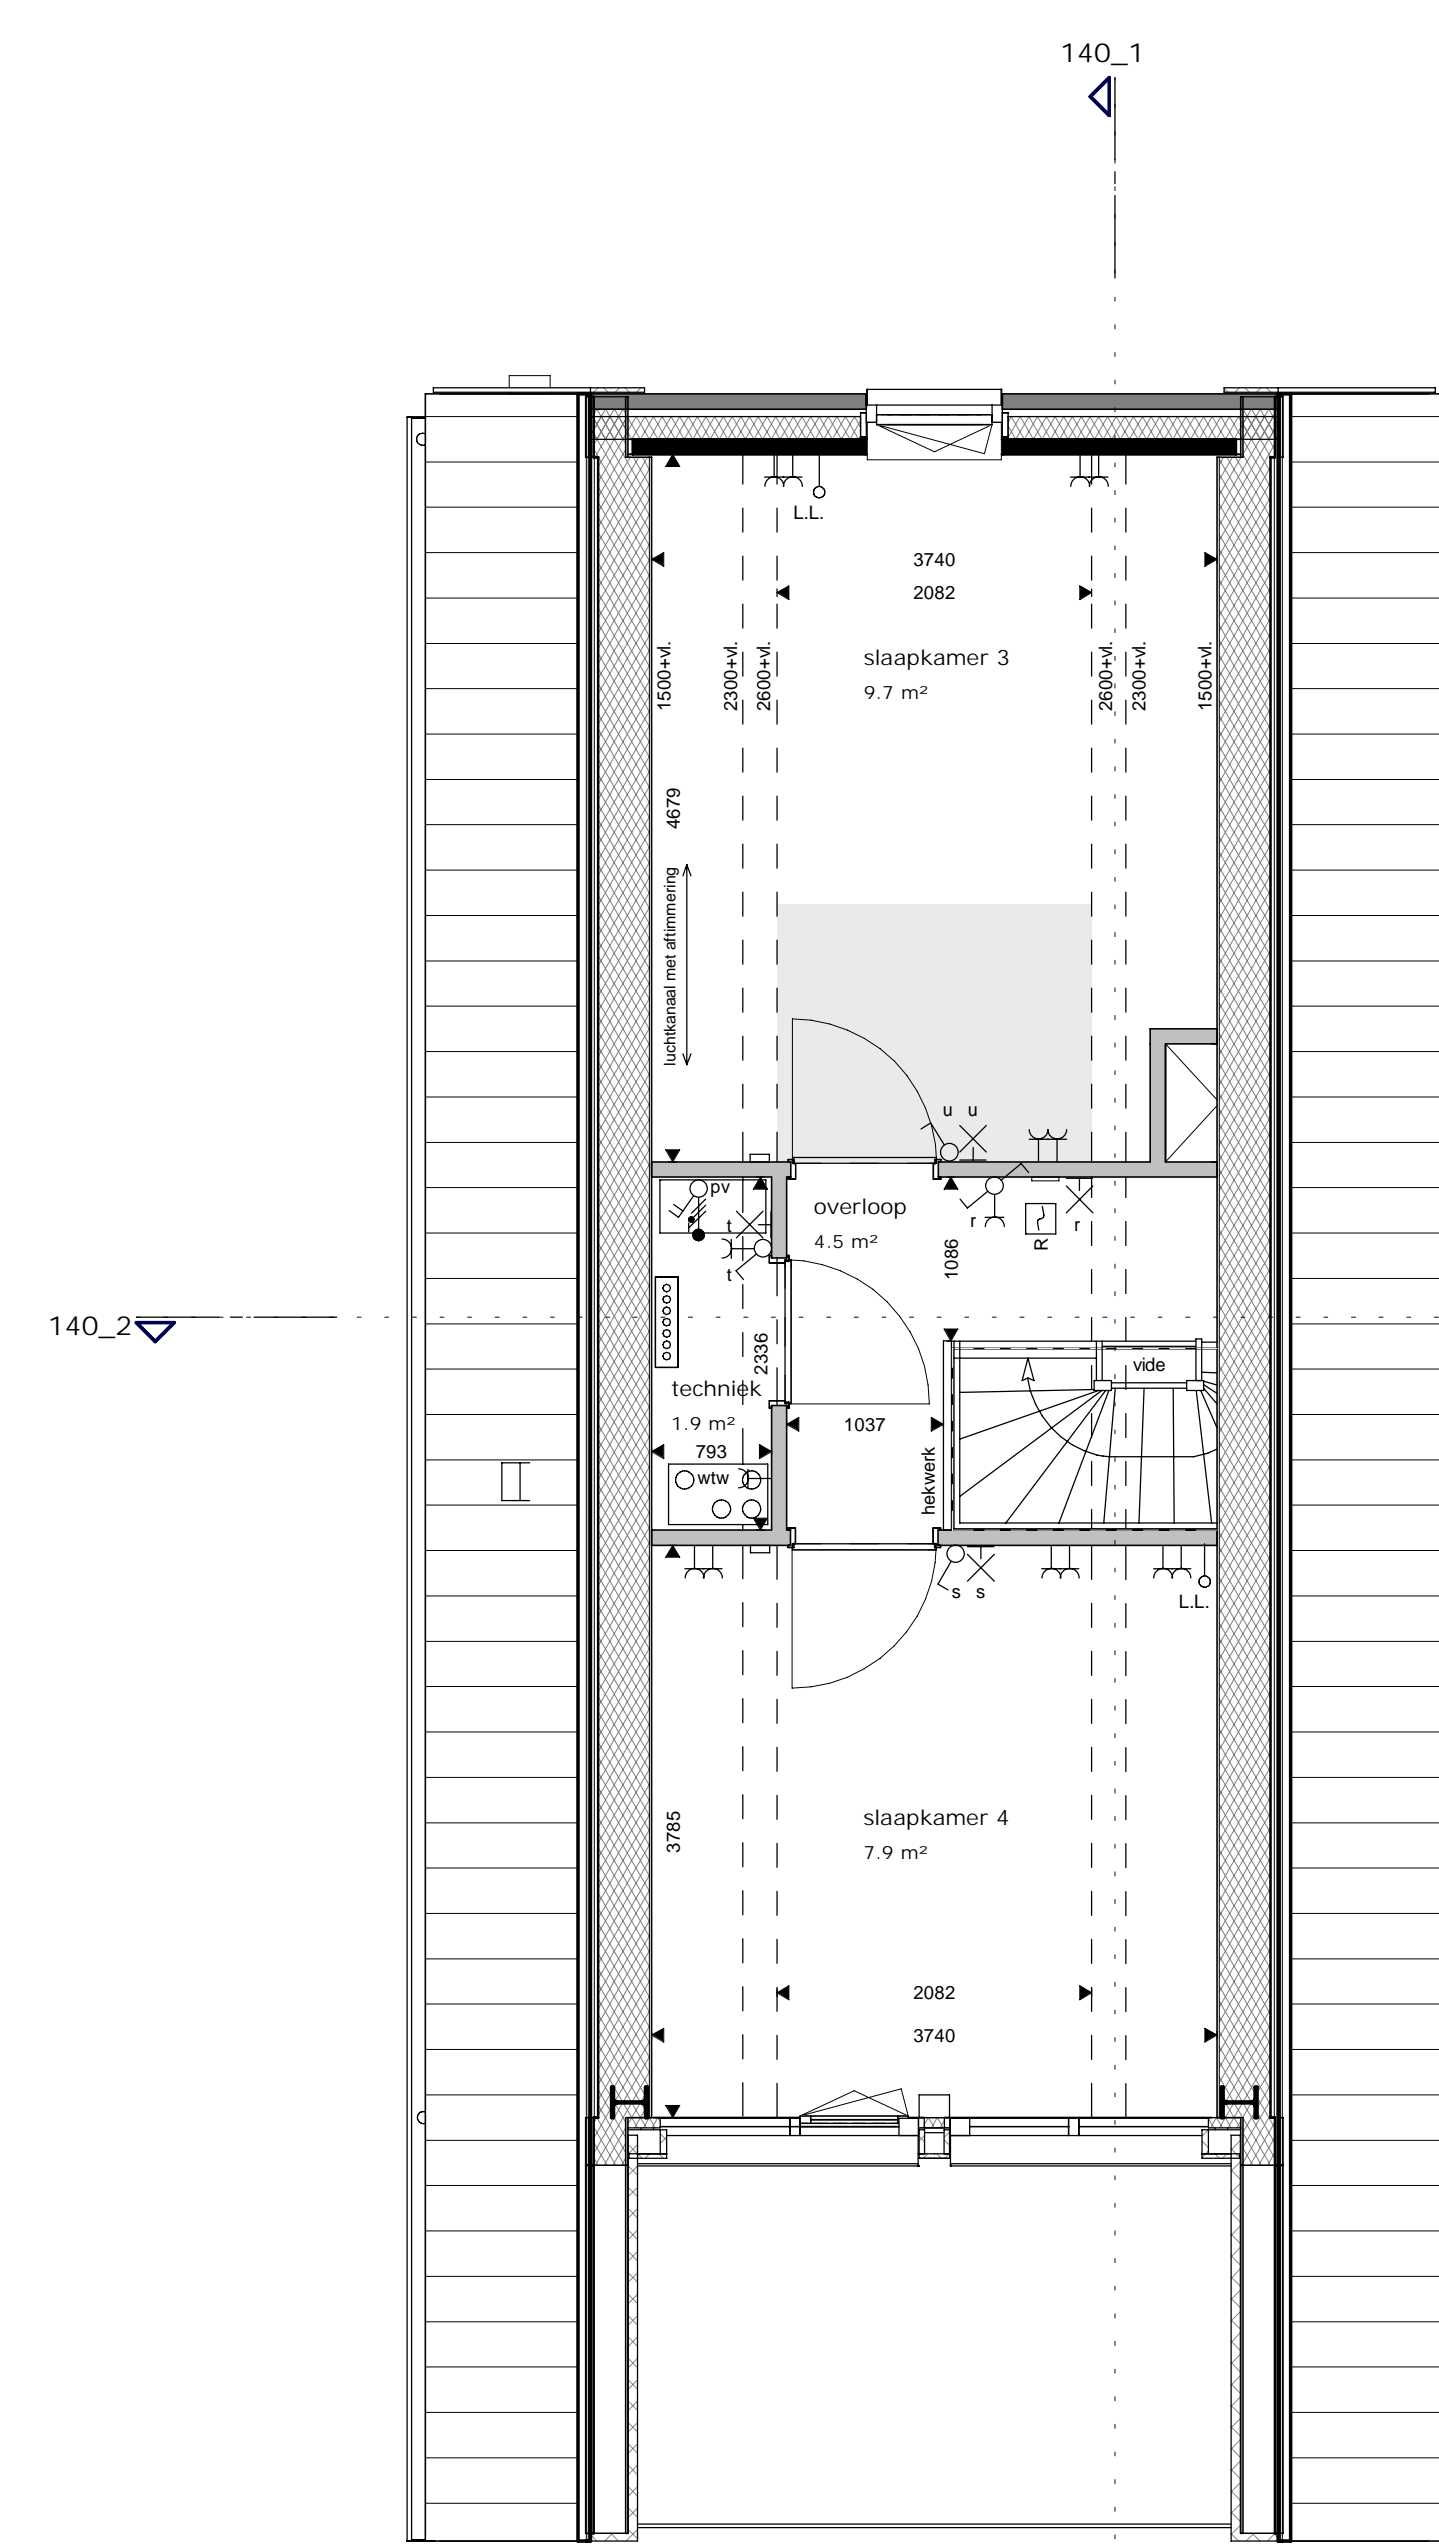 140_1
L.L.
3740
2082
1500+vl.
2300+vl.
2600+vl.
slaapkamer 3
9.7 m²
2600+vl.
2300+vl.
1500+vl.
4679
luchtkanaal met aftimmering
u u
pv
t
t
overloop
4.5 m²
r
R
r
1086
140_2
2336
vide
techniek
1.9 m²
793
1037
hekwerk
wtw
s s
L.L.
slaapkamer 4
7.9 m²
3785
2082
3740